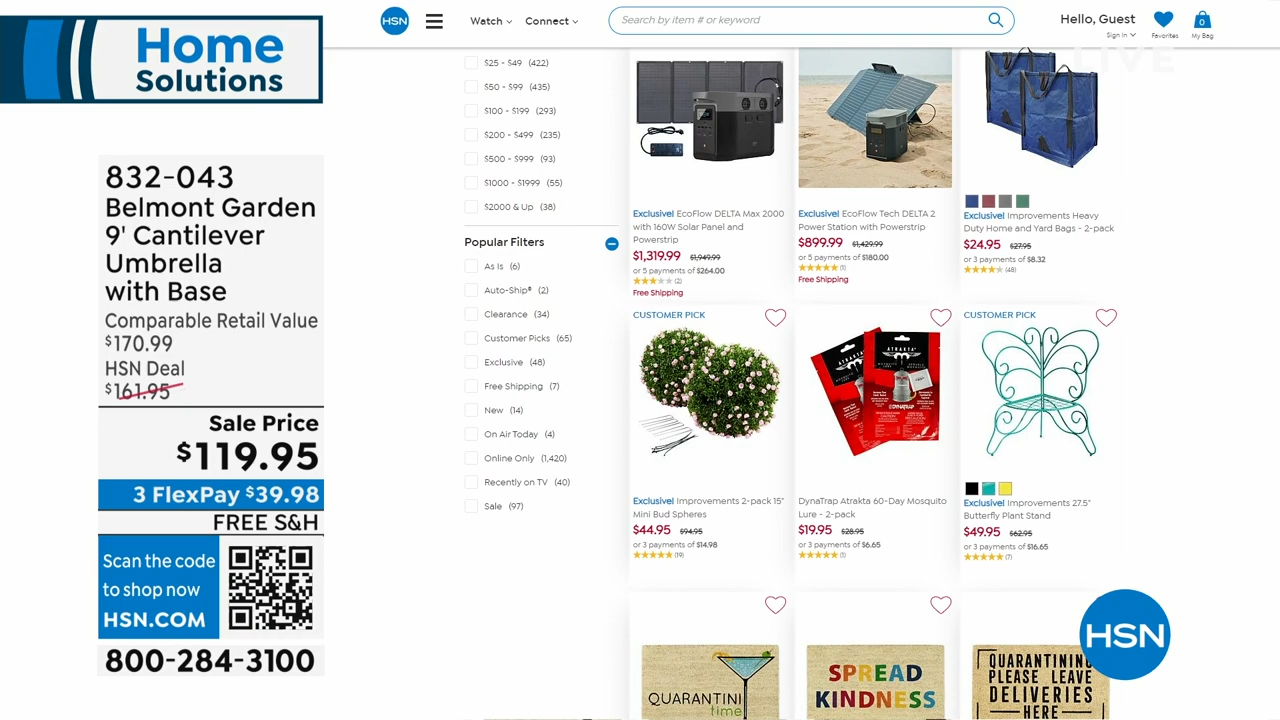 Home
Solutions
832-043
Belmont Garden
9' Cantilever
Umbrella
with Base
Comparable Retail Value
$170.99
HSN Deal
$161.95
Sale Price
$119.95
3 FlexPay $39.98
FREE S&H
Scan the code
to shop now
HSN.COM
800-284-3100
HSN
Watch
Connect
Search by item # or keyword
Hello, Guest
Sign In
Favorites
0
My Bag
LIVE
$25 - $49 (422)
$50 - $99 (435)
$100 - $199 (293)
$200 - $499 (235)
$500 - $999 (93)
$1000 - $1999 (55)
$2000 & Up (38)
Popular Filters
As Is (6)
Auto-Ship® (2)
Clearance (34)
Customer Picks (65)
Exclusive (48)
Free Shipping (7)
New (14)
On Air Today (4)
Online Only (1,420)
Recently on TV (40)
Sale (97)
Exclusive! EcoFlow DELTA Max 2000
with 160W Solar Panel and
Powerstrip
$1,319.99 $1,949.99
or 5 payments of $264.00
(2)
Free Shipping
Exclusive! EcoFlow Tech DELTA 2
Power Station with Powerstrip
$899.99 $1,429.99
or 5 payments of $180.00
(1)
Free Shipping
Exclusive! Improvements Heavy
Duty Home and Yard Bags - 2-pack
$24.95 $27.95
or 3 payments of $8.32
(48)
CUSTOMER PICK
Exclusive! Improvements 2-pack 15"
Mini Bud Spheres
$44.95 $94.95
or 3 payments of $14.98
(19)
ATRAKTA
ATRAKTA
DYNATRAP
DynaTrap Atrakta 60-Day Mosquito
Lure - 2-pack
$19.95 $28.95
or 3 payments of $6.65
(1)
CUSTOMER PICK
Exclusive! Improvements 27.5"
Butterfly Plant Stand
$49.95 $62.95
or 3 payments of $16.65
(7)
QUARANTINI
time
SPREAD
KINDNESS
QUARANTINING
PLEASE LEAVE
DELIVERIES
HERE
HSN